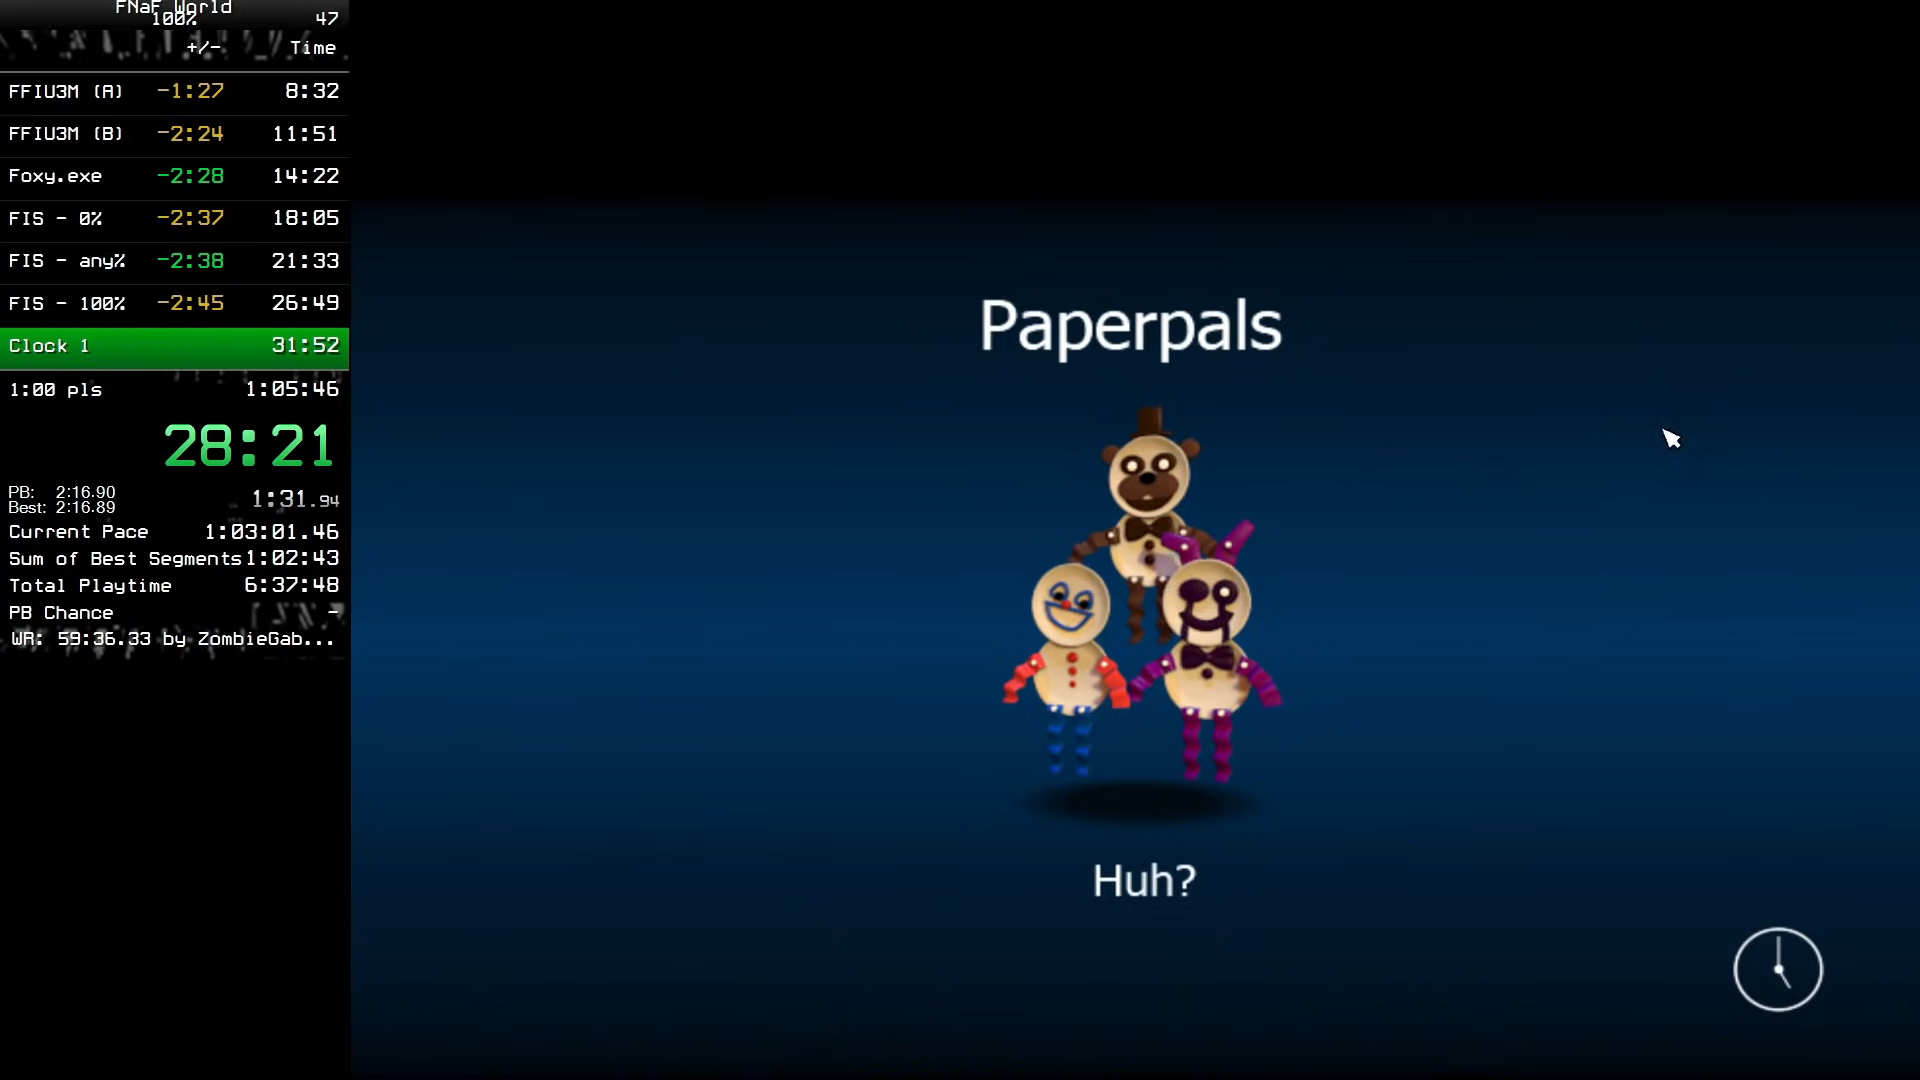 FNaF World
100% 47
+/- Time
FFIU3M (A) -1:27 8:32
FFIU3M (B) -2:24 11:51
Foxy.exe -2:28 14:22
FIS - 0% -2:37 18:05
FIS - any% -2:38 21:33
FIS - 100% -2:45 26:49
Clock 1 31:52
1:00 pls 1:05:46
28:21
PB: 2:16.90
Best: 2:16.89
1:31.94
Current Pace 1:03:01.46
Sum of Best Segments 1:02:43
Total Playtime 6:37:48
PB Chance -
WR: 59:36.33 by ZombieGab...
Paperpals
Huh?